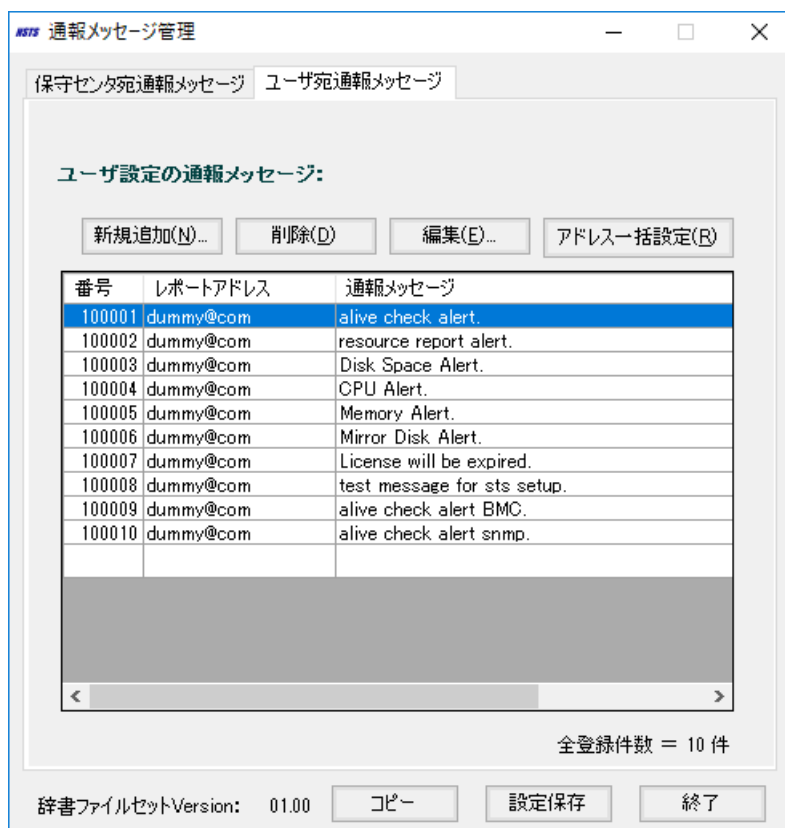 NSTS 通報メッセージ管理
保守センタ宛通報メッセージ ユーザ宛通報メッセージ
ユーザ設定の通報メッセージ:
新規追加(N)... 削除(D) 編集(E)... アドレス一括設定(R)
番号 レポートアドレス 通報メッセージ
100001 dummy@com alive check alert.
100002 dummy@com resource report alert.
100003 dummy@com Disk Space Alert.
100004 dummy@com CPU Alert.
100005 dummy@com Memory Alert.
100006 dummy@com Mirror Disk Alert.
100007 dummy@com License will be expired.
100008 dummy@com test message for sts setup.
100009 dummy@com alive check alert BMC.
100010 dummy@com alive check alert snmp.
全登録件数 = 10 件
辞書ファイルセットVersion: 01.00 コピー 設定保存 終了